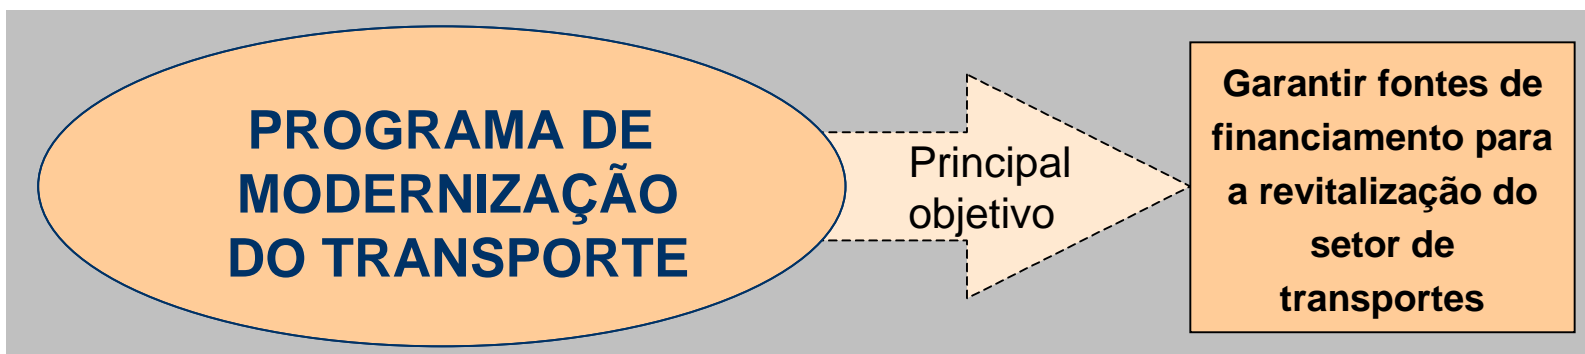 PROGRAMA DE
MODERNIZAÇÃO
DO TRANSPORTE
Principal
objetivo
Garantir fontes de
financiamento para
a revitalização do
setor de
transportes